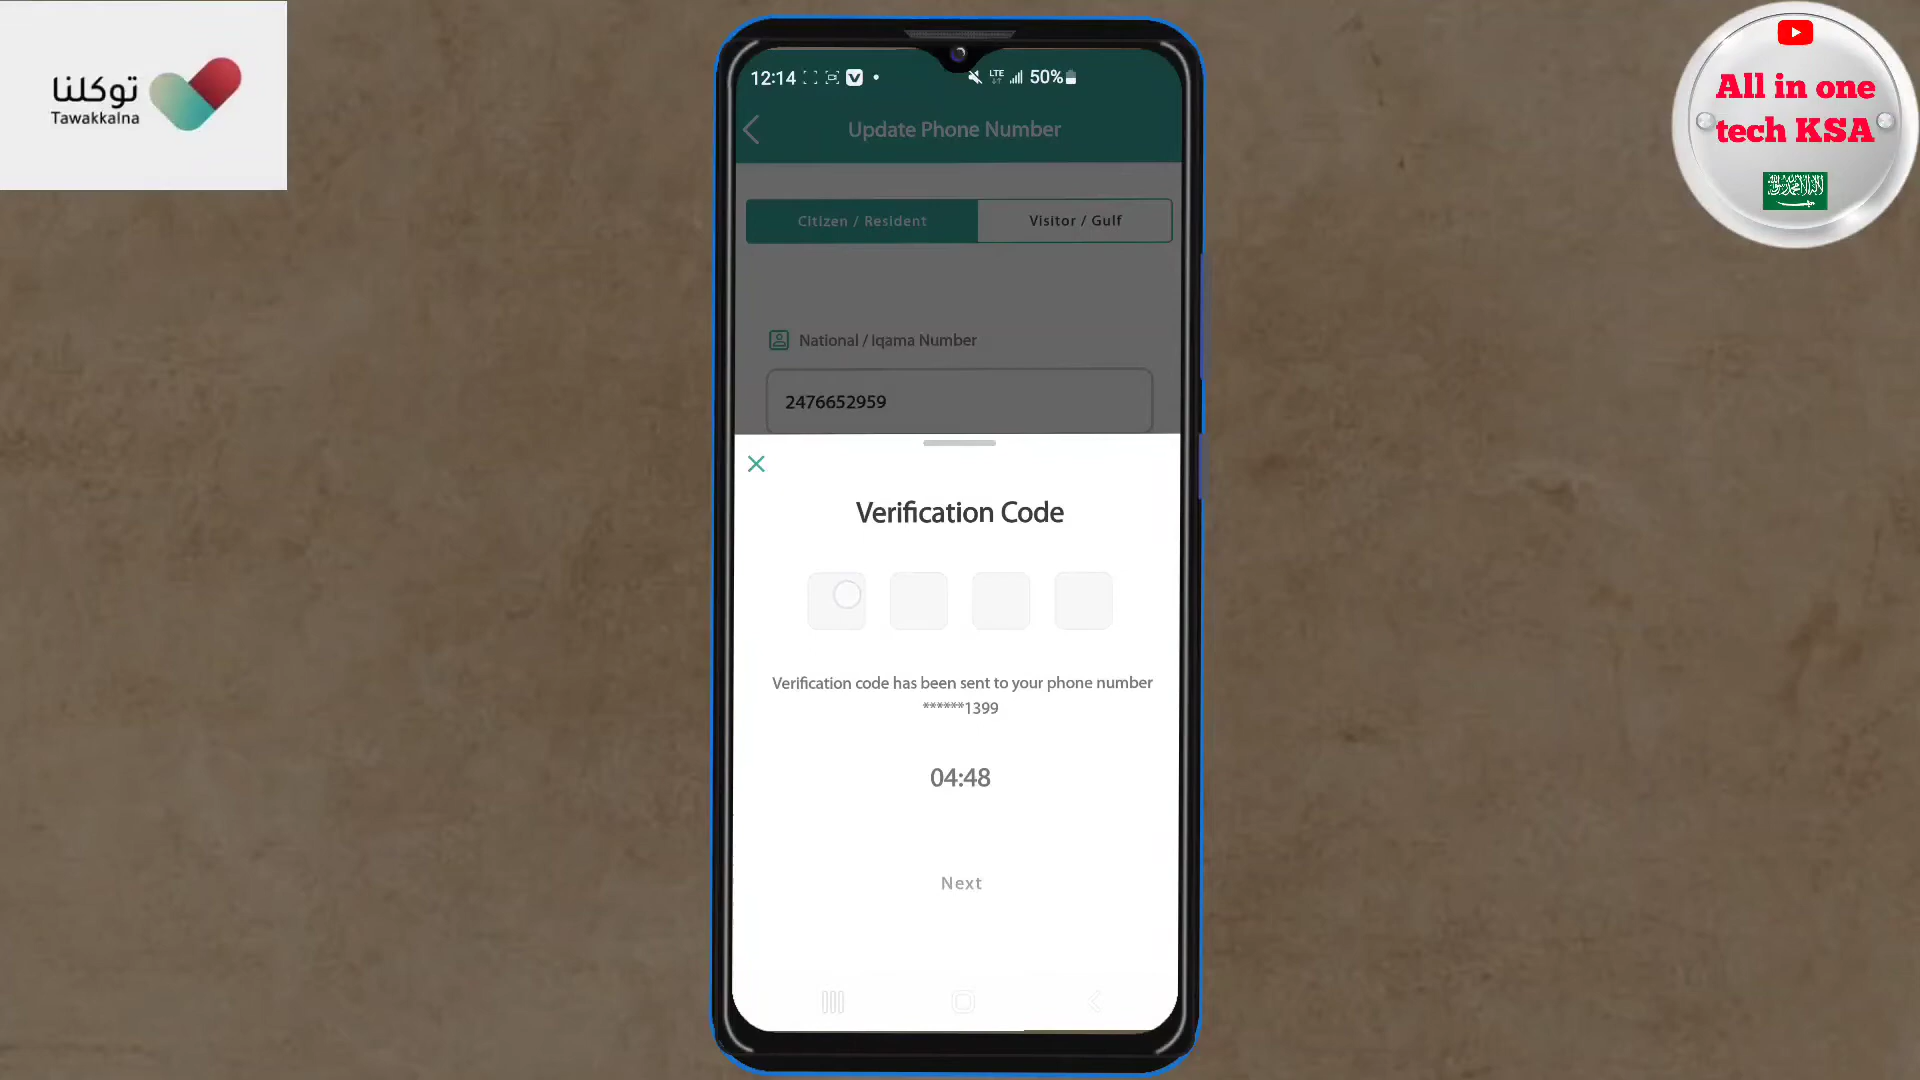 توكلنا
Tawakkalna
All in one
tech KSA
12:14
LTE
50%
Update Phone Number
Citizen / Resident
Visitor / Gulf
National / Iqama Number
2476652959
Verification Code
Verification code has been sent to your phone number
******1399
04:48
Next